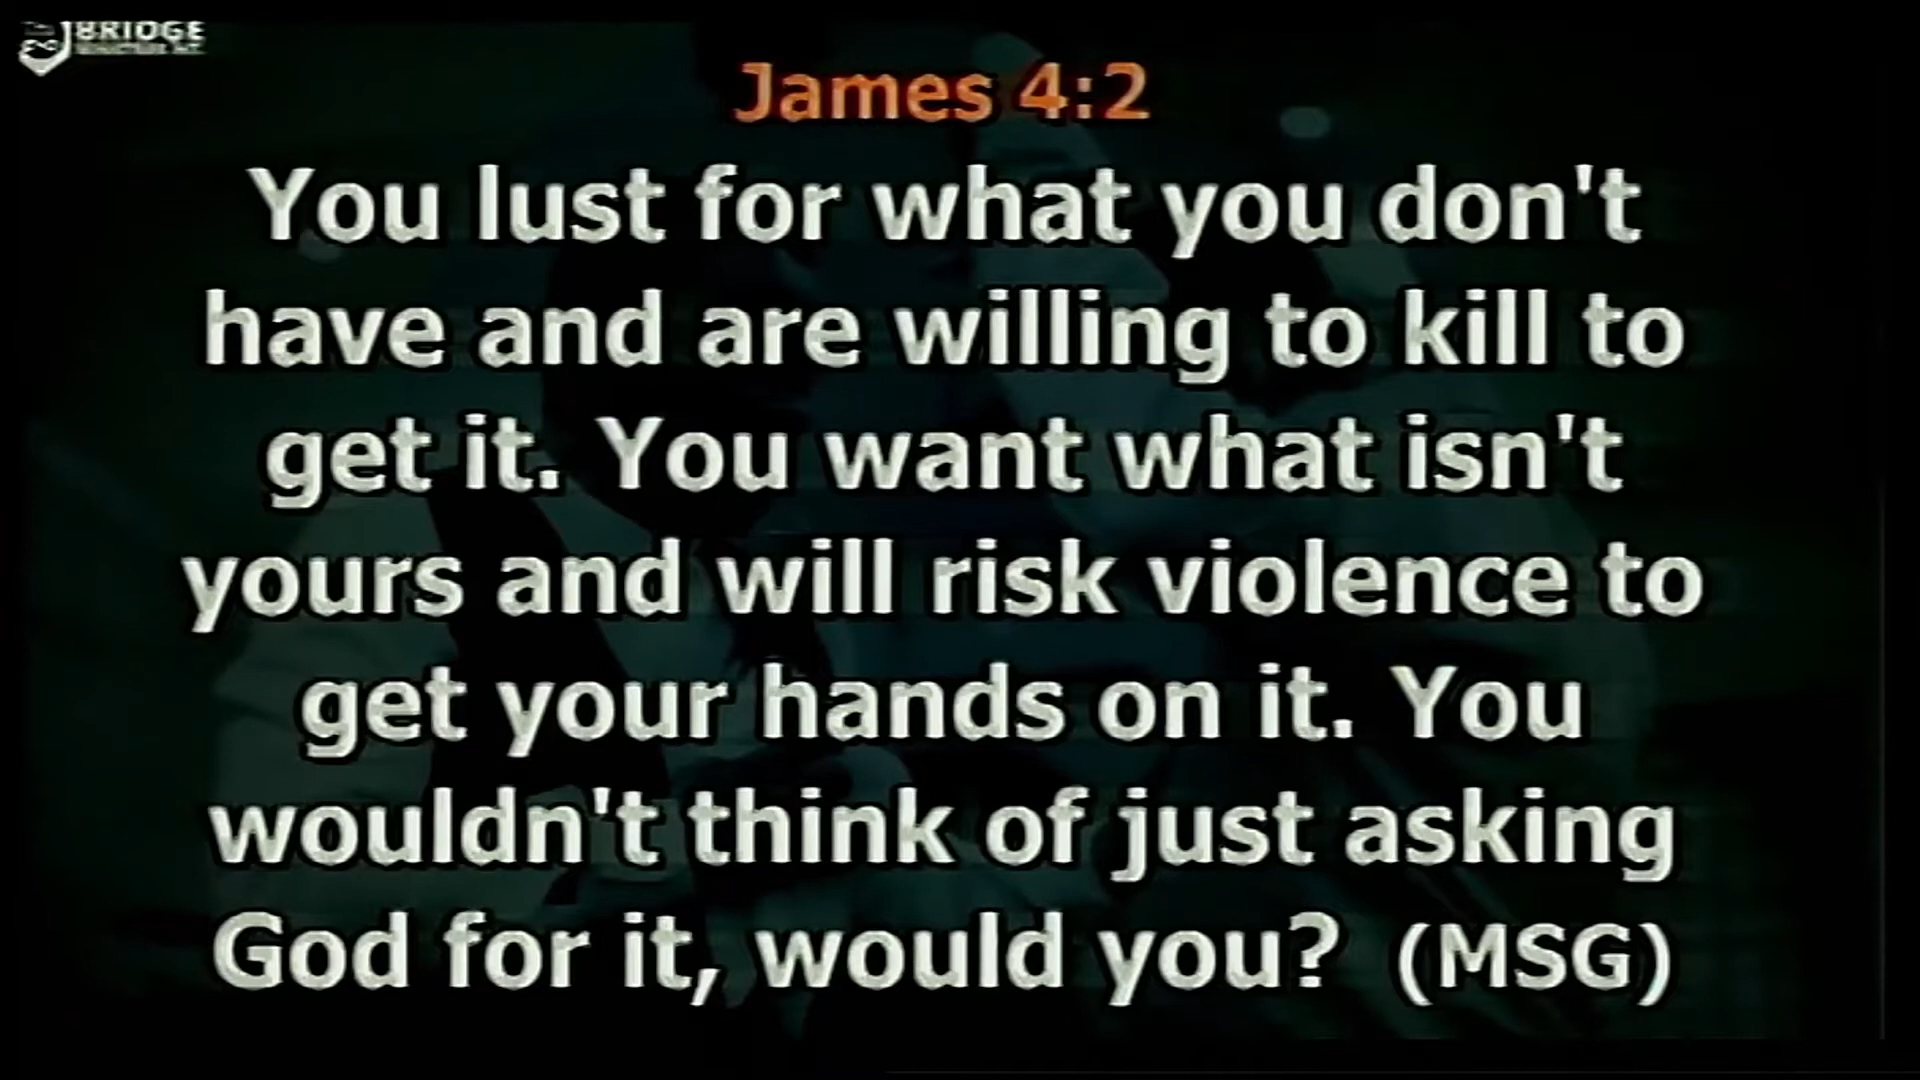 BRIDGE
James 4:2
You lust for what you don't
have and are willing to kill to
get it. You want what isn't
yours and will risk violence to
get your hands on it. You
wouldn't think of just asking
God for it, would you? (MSG)